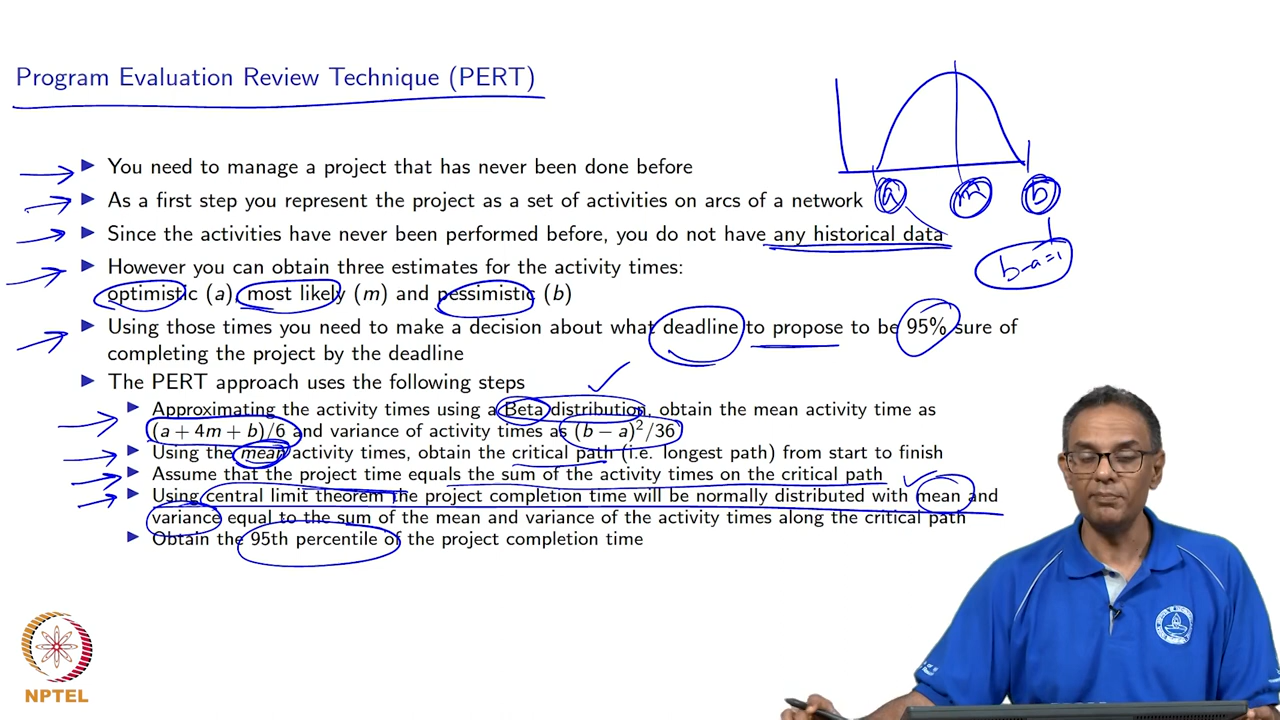 Program Evaluation Review Technique (PERT)
You need to manage a project that has never been done before
As a first step you represent the project as a set of activities on arcs of a network
a m b
Since the activities have never been performed before, you do not have any historical data
b-a=1
However you can obtain three estimates for the activity times:
optimistic (a), most likely (m) and pessimistic (b)
Using those times you need to make a decision about what deadline to propose to be 95% sure of
completing the project by the deadline
The PERT approach uses the following steps
Approximating the activity times using a Beta distribution, obtain the mean activity time as
(a + 4m + b)/6 and variance of activity times as (b − a)²/36
Using the mean activity times, obtain the critical path (i.e. longest path) from start to finish
Assume that the project time equals the sum of the activity times on the critical path
Using central limit theorem the project completion time will be normally distributed with mean and
variance equal to the sum of the mean and variance of the activity times along the critical path
Obtain the 95th percentile of the project completion time
NPTEL